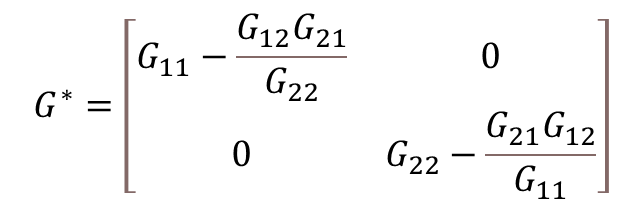 G* = [ G₁₁ − G₁₂G₂₁/G₂₂  0
0  G₂₂ − G₂₁G₁₂/G₁₁ ]